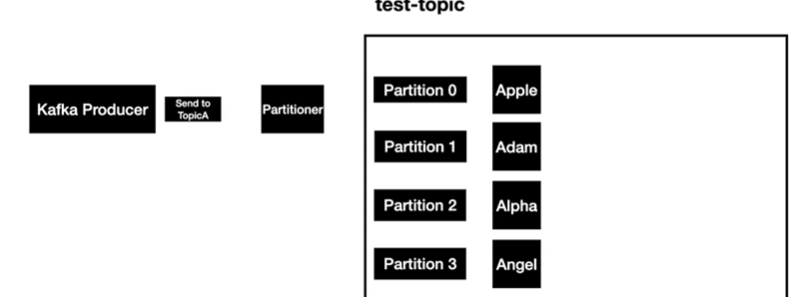 test-topic
Kafka Producer
Send to
TopicA
Partitioner
Partition 0
Apple
Partition 1
Adam
Partition 2
Alpha
Partition 3
Angel